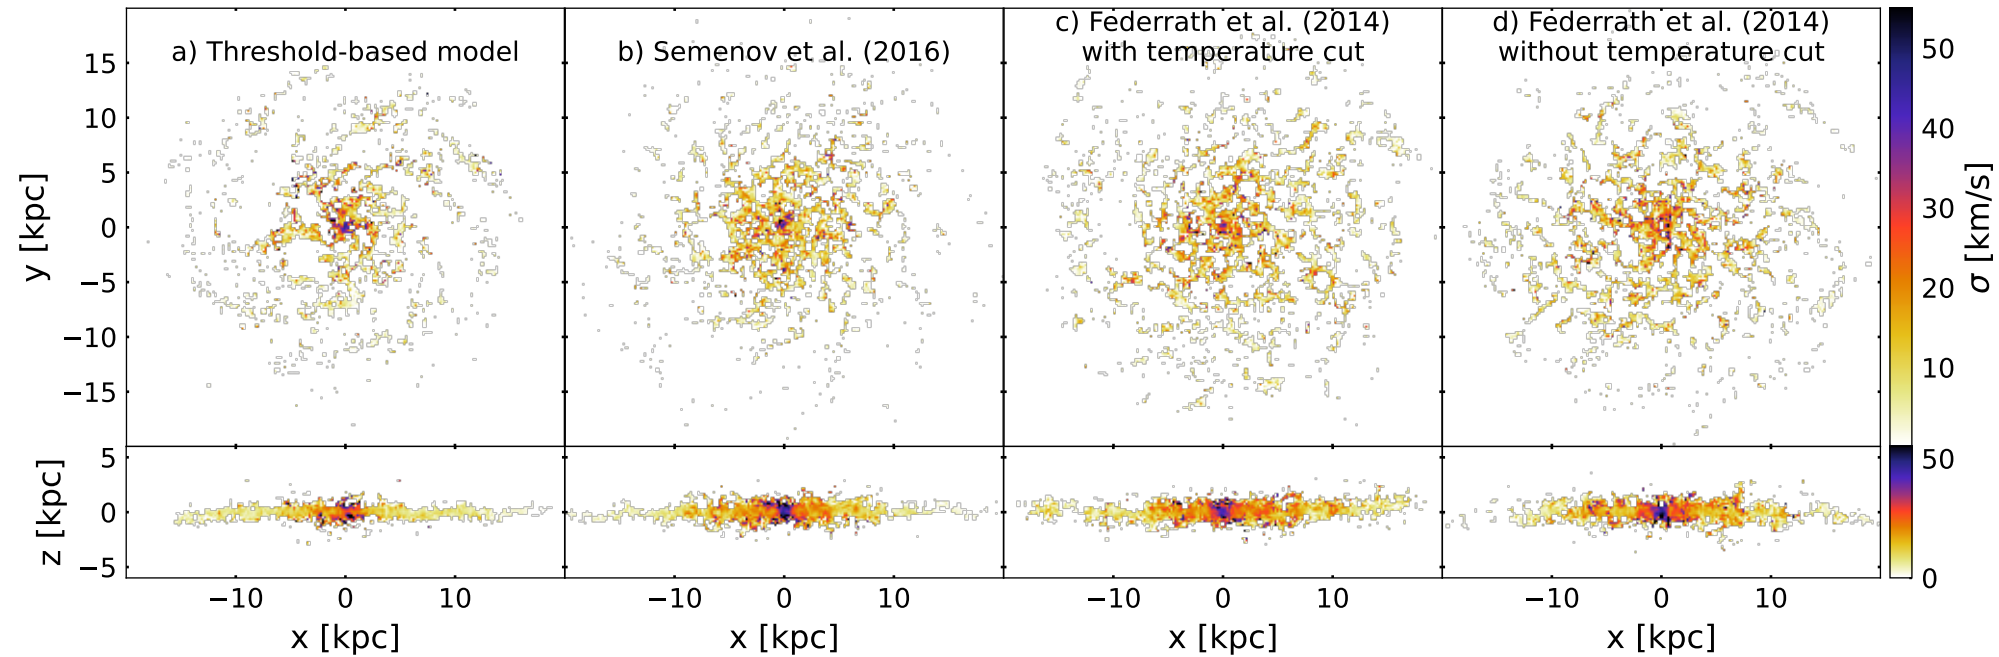 a) Threshold-based model
b) Semenov et al. (2016)
c) Federrath et al. (2014)
with temperature cut
d) Federrath et al. (2014)
without temperature cut
15
10
5
0
−5
−10
−15
y [kpc]
50
40
30
20
10
σ [km/s]
5
0
−5
z [kpc]
50
0
−10 0 10
−10 0 10
−10 0 10
−10 0 10
x [kpc]
x [kpc]
x [kpc]
x [kpc]